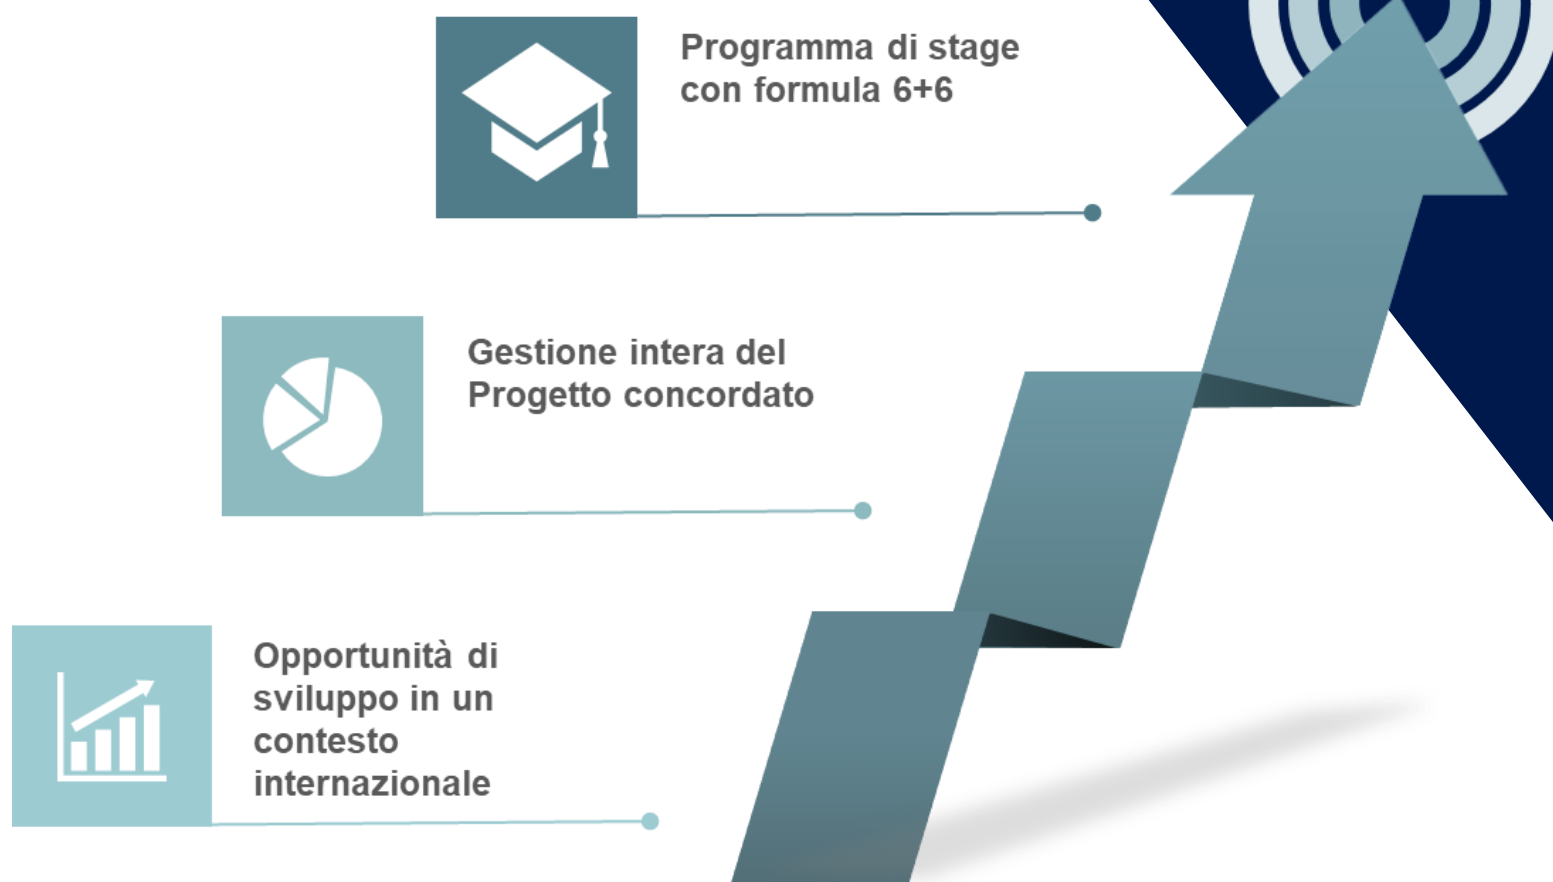 Programma di stage
con formula 6+6
Gestione intera del
Progetto concordato
Opportunità di
sviluppo in un
contesto
internazionale